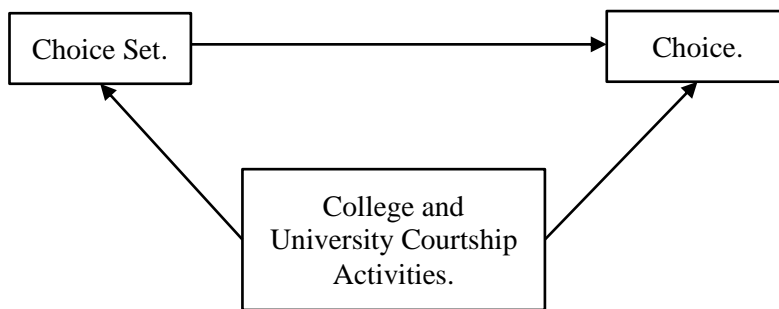 Choice Set.
Choice.
College and
University Courtship
Activities.